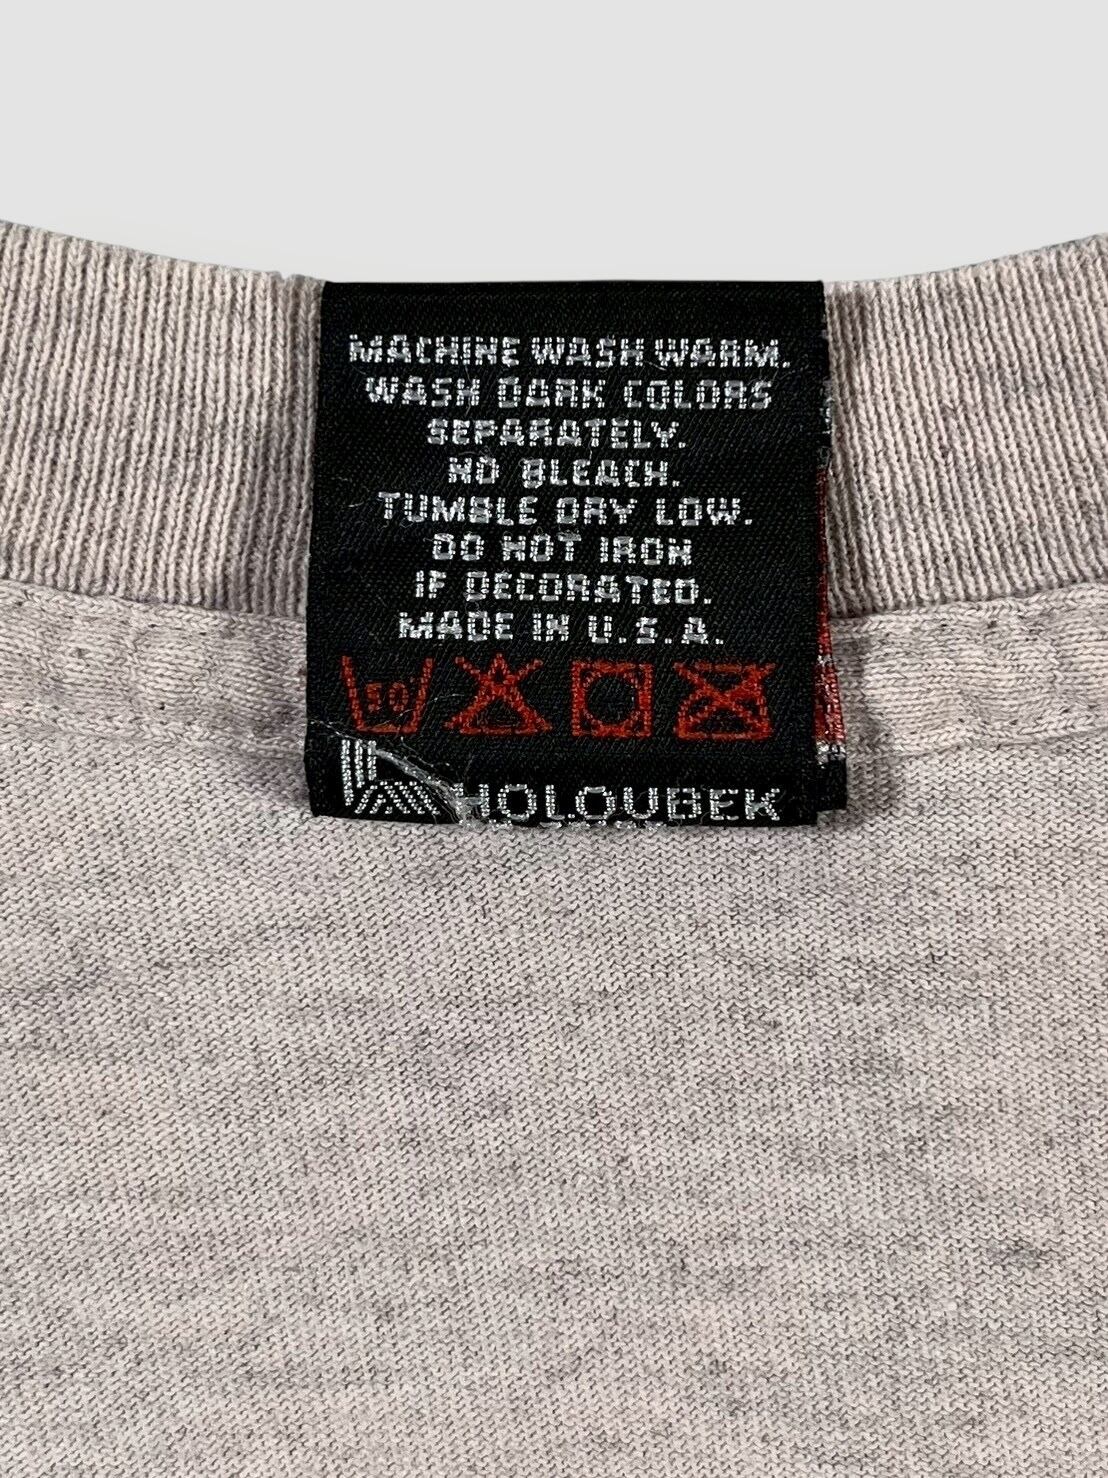 MACHINE WASH WARM.
WASH DARK COLORS
SEPARATELY.
NO BLEACH.
TUMBLE DRY LOW.
DO NOT IRON
IF DECORATED.
MADE IN U.S.A.
50°
HOLOUBEK